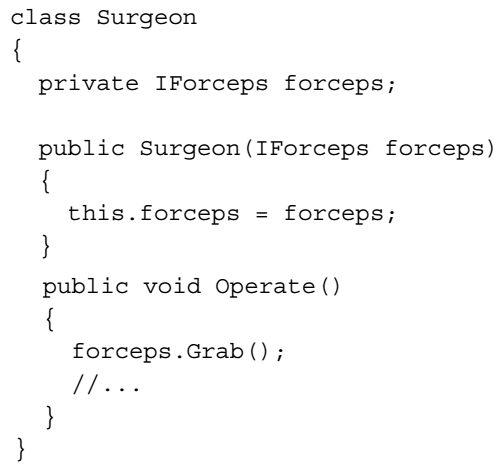 class Surgeon
{
  private IForceps forceps;

  public Surgeon(IForceps forceps)
  {
    this.forceps = forceps;
  }
  public void Operate()
  {
    forceps.Grab();
    //...
  }
}